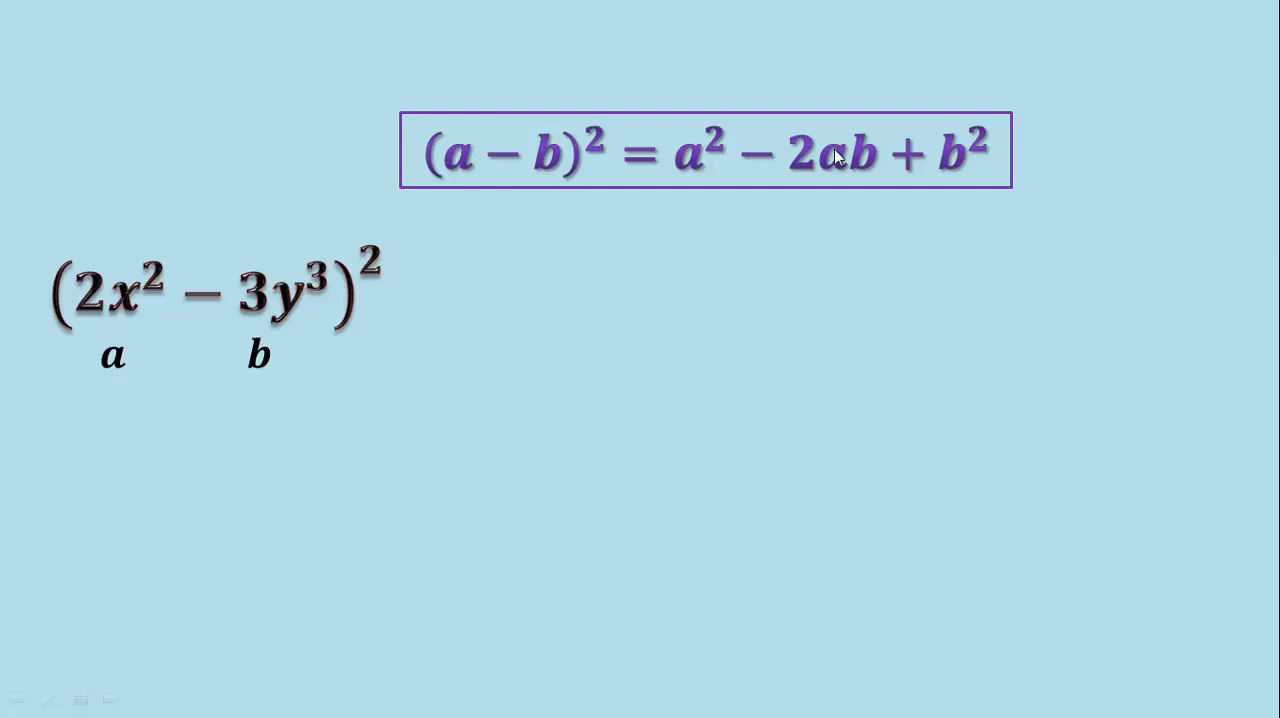 (a − b)² = a² − 2ab + b²
(2x² − 3y³)²
a b